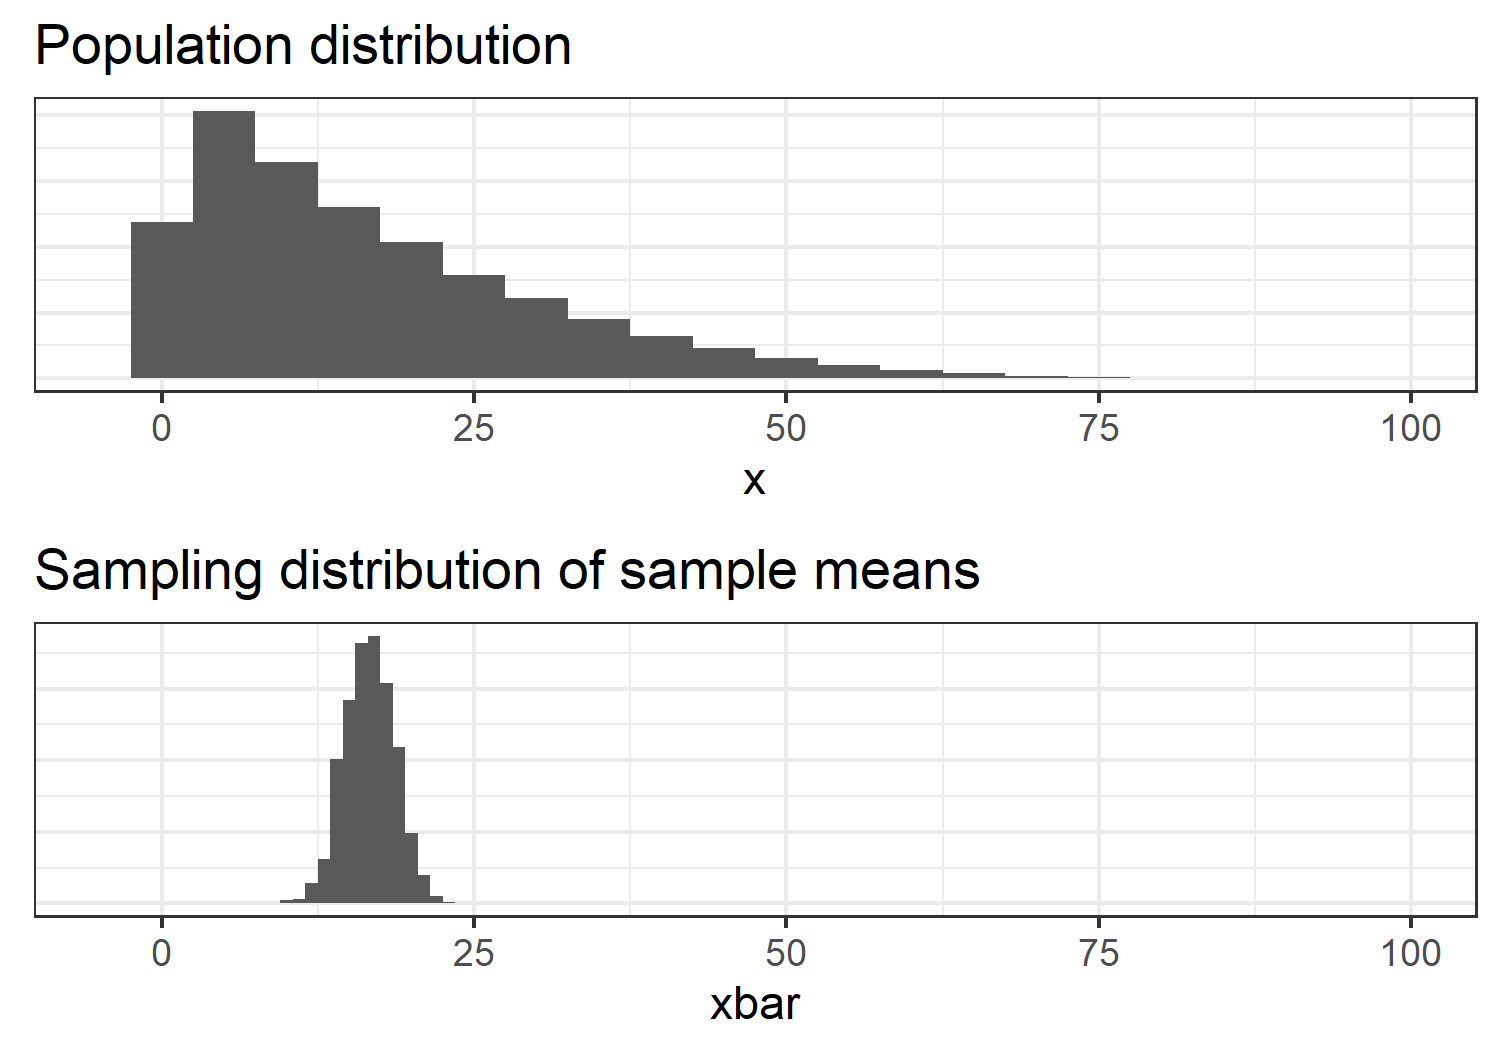 Population distribution
0 25 50 75 100
x
Sampling distribution of sample means
0 25 50 75 100
xbar